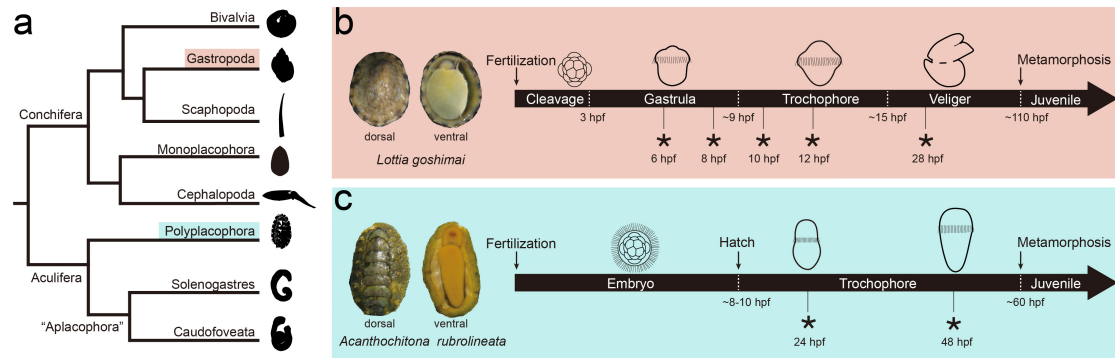 a
Bivalvia
Gastropoda
Scaphopoda
Conchifera
Monoplacophora
Cephalopoda
Polyplacophora
Aculifera
Solenogastres
“Aplacophora”
Caudofoveata
b
Fertilization
Metamorphosis
Cleavage
Gastrula
Trochophore
Veliger
Juvenile
3 hpf
~9 hpf
~15 hpf
~110 hpf
6 hpf
8 hpf
10 hpf
12 hpf
28 hpf
dorsal
ventral
Lottia goshimai
c
Fertilization
Hatch
Metamorphosis
Embryo
Trochophore
Juvenile
~8-10 hpf
~60 hpf
24 hpf
48 hpf
dorsal
ventral
Acanthochitona rubrolineata